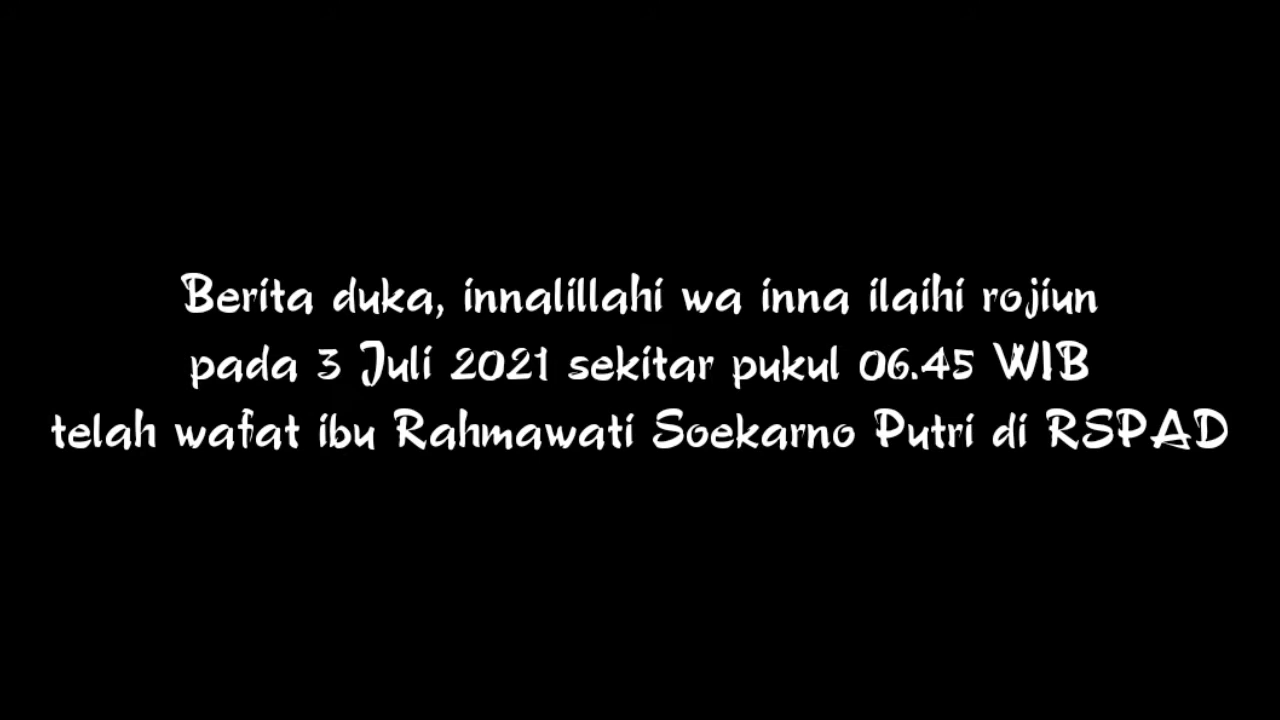 Berita duka, innalillahi wa inna ilaihi rojiun
pada 3 Juli 2021 sekitar pukul 06.45 WIB
telah wafat ibu Rahmawati Soekarno Putri di RSPAD